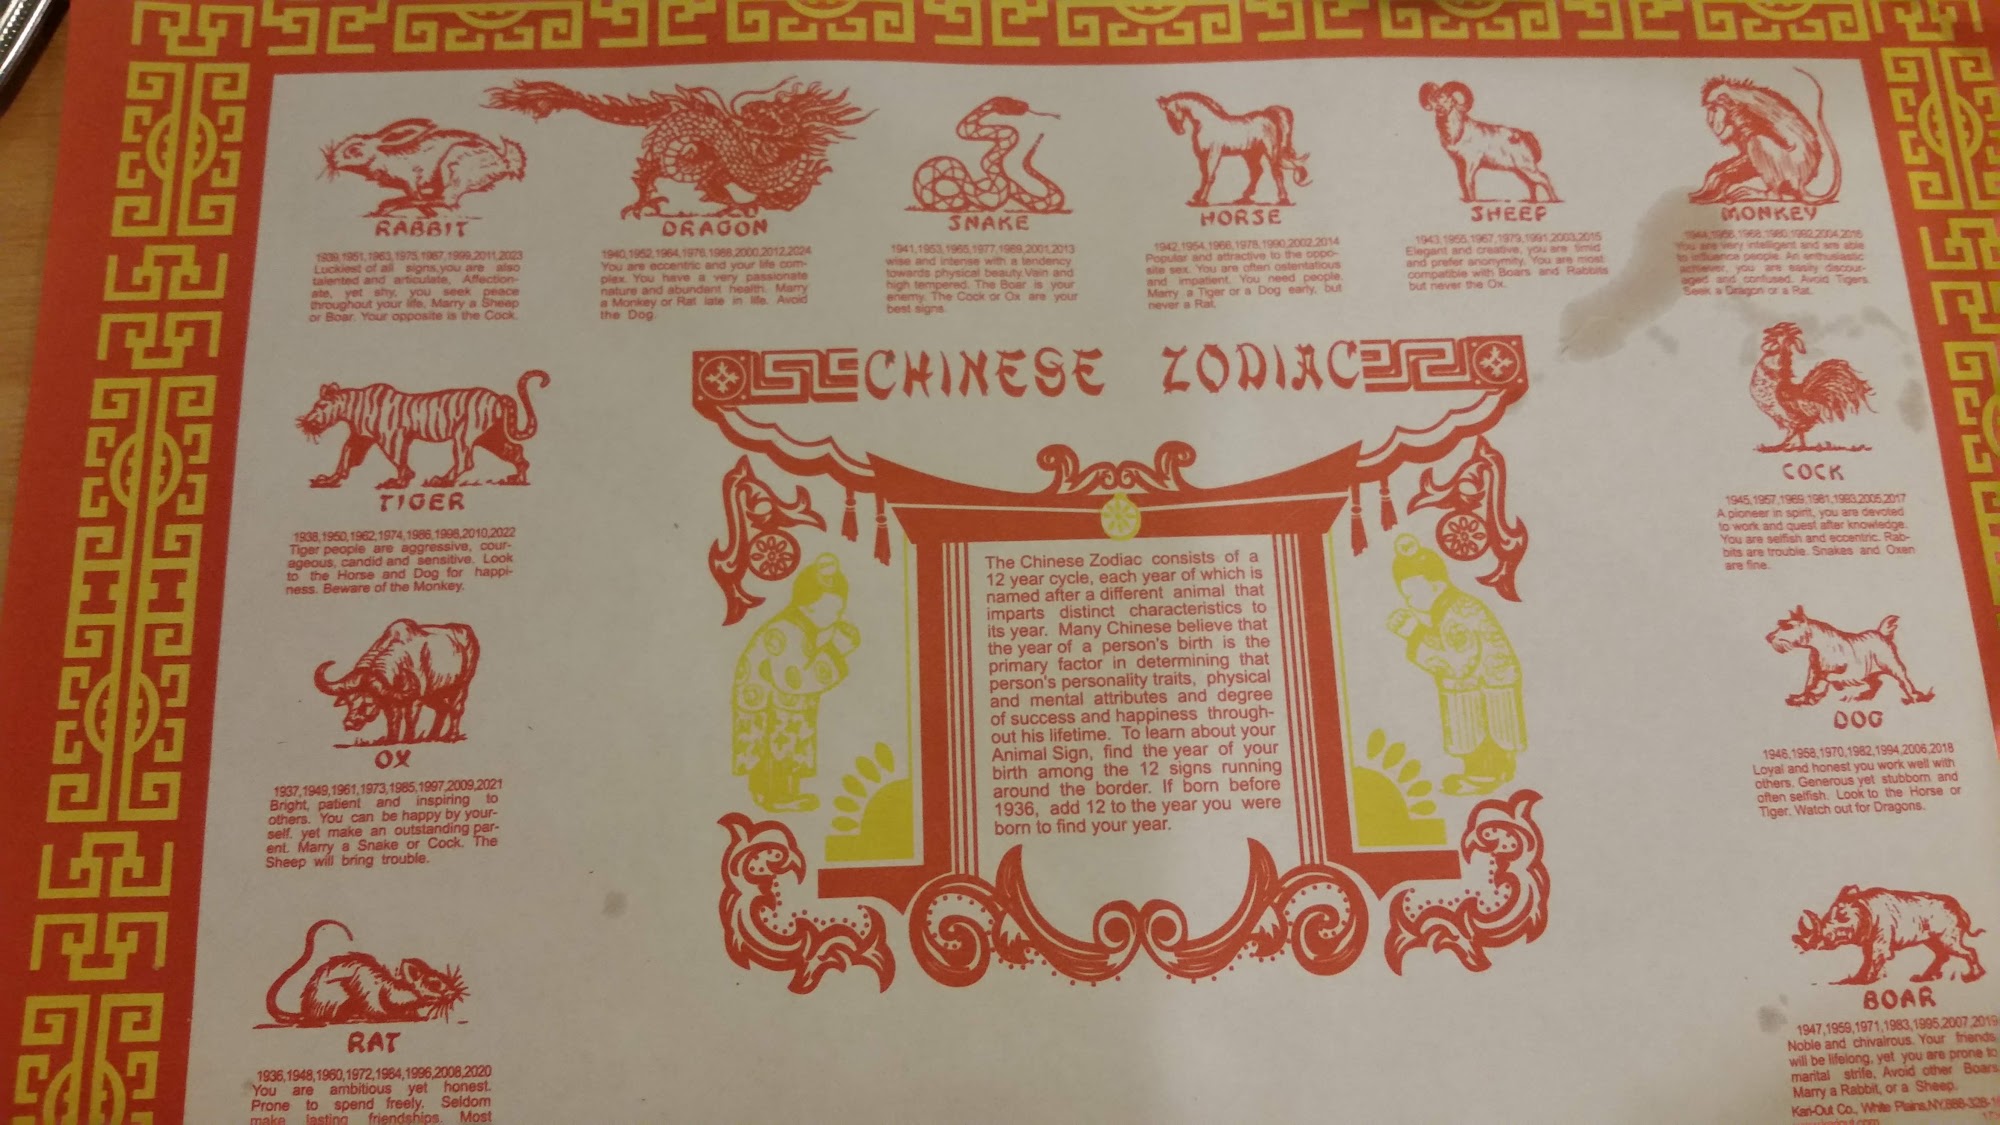 RABBIT
1939,1951,1963,1975,1987,1999,2011,2023
Luckiest of all signs,you are also
talented and articulate, Affection-
ate, yet shy, you seek peace
throughout your life, Marry a Sheep
or Boar. Your opposite is the Cock.
DRAGON
1940,1952,1964,1976,1988,2000,2012,2024
You are eccentric and your life com-
plex. You have a very passionate
nature and abundant health. Marry
a Monkey or Rat late in life. Avoid
the Dog.
SNAKE
1941,1953,1965,1977,1989,2001,2013
wise and intense with a tendency
towards physical beauty.Vain and
high tempered. The Boar is your
enemy. The Cock or Ox are your
best signs.
HORSE
1942,1954,1966,1978,1990,2002,2014
Popular and attractive to the oppo-
site sex. You are often ostentatious
and impatient. You need people.
Marry a Tiger or a Dog early, but
never a Rat.
SHEEP
1943,1955,1967,1979,1991,2003,2015
Elegant and creative, you are timid
and prefer anonymity. You are most
compatible with Boars and Rabbits
but never the Ox.
MONKEY
1944,1956,1968,1980,1992,2004,2016
You are very intelligent and are able
to influence people. An enthusiastic
achiever, you are easily discour-
aged and confused. Avoid Tigers.
Seek a Dragon or a Rat.
TIGER
1938,1950,1962,1974,1986,1998,2010,2022
Tiger people are aggressive, cour-
ageous, candid and sensitive. Look
to the Horse and Dog for happi-
ness. Beware of the Monkey.
OX
1937,1949,1961,1973,1985,1997,2009,2021
Bright, patient and inspiring to
others. You can be happy by your-
self, yet make an outstanding par-
ent. Marry a Snake or Cock. The
Sheep will bring trouble.
RAT
1936,1948,1960,1972,1984,1996,2008,2020
You are ambitious yet honest.
Prone to spend freely. Seldom
make lasting friendships. Most
CHINESE ZODIAC
The Chinese Zodiac consists of a
12 year cycle, each year of which is
named after a different animal that
imparts distinct characteristics to
its year. Many Chinese believe that
the year of a person's birth is the
primary factor in determining that
person's personality traits, physical
and mental attributes and degree
of success and happiness through-
out his lifetime. To learn about your
Animal Sign, find the year of your
birth among the 12 signs running
around the border. If born before
1936, add 12 to the year you were
born to find your year.
COCK
1945,1957,1969,1981,1993,2005,2017
A pioneer in spirit, you are devoted
to work and quest after knowledge.
You are selfish and eccentric. Rab-
bits are trouble. Snakes and Oxen
are fine.
DOG
1946,1958,1970,1982,1994,2006,2018
Loyal and honest you work well with
others. Generous yet stubborn and
often selfish. Look to the Horse or
Tiger. Watch out for Dragons.
BOAR
1947,1959,1971,1983,1995,2007,2019
Noble and chivalrous. Your friends
will be lifelong, yet you are prone to
marital strife, Avoid other Boars.
Marry a Rabbit, or a Sheep.
Kari-Out Co., White Plains,NY,888-328-1